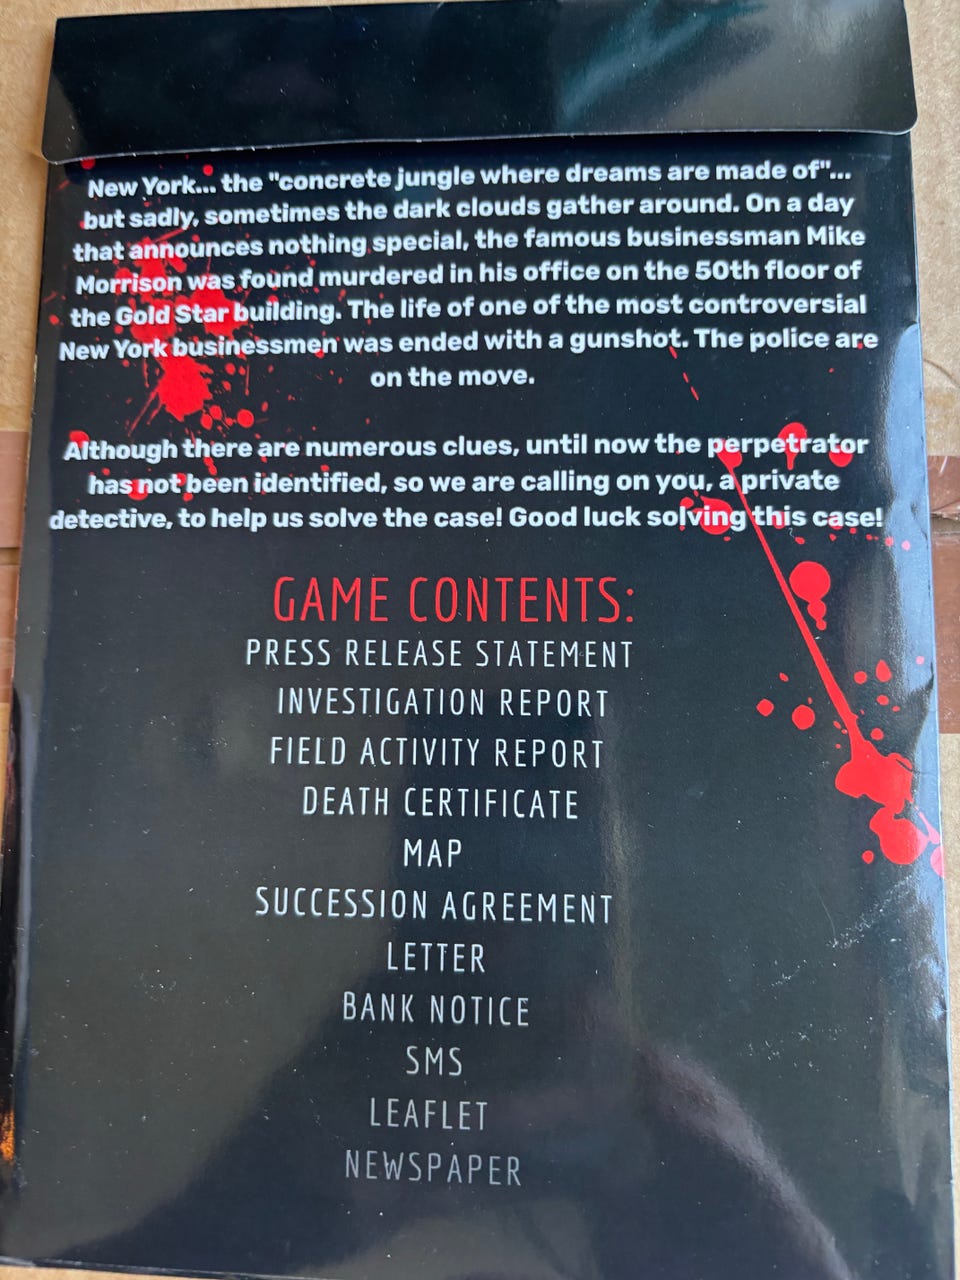 New York... the "concrete jungle where dreams are made of"...
but sadly, sometimes the dark clouds gather around. On a day
that announces nothing special, the famous businessman Mike
Morrison was found murdered in his office on the 50th floor of
the Gold Star building. The life of one of the most controversial
New York businessmen was ended with a gunshot. The police are
on the move.
Although there are numerous clues, until now the perpetrator
has not been identified, so we are calling on you, a private
detective, to help us solve the case! Good luck solving this case!
GAME CONTENTS:
PRESS RELEASE STATEMENT
INVESTIGATION REPORT
FIELD ACTIVITY REPORT
DEATH CERTIFICATE
MAP
SUCCESSION AGREEMENT
LETTER
BANK NOTICE
SMS
LEAFLET
NEWSPAPER